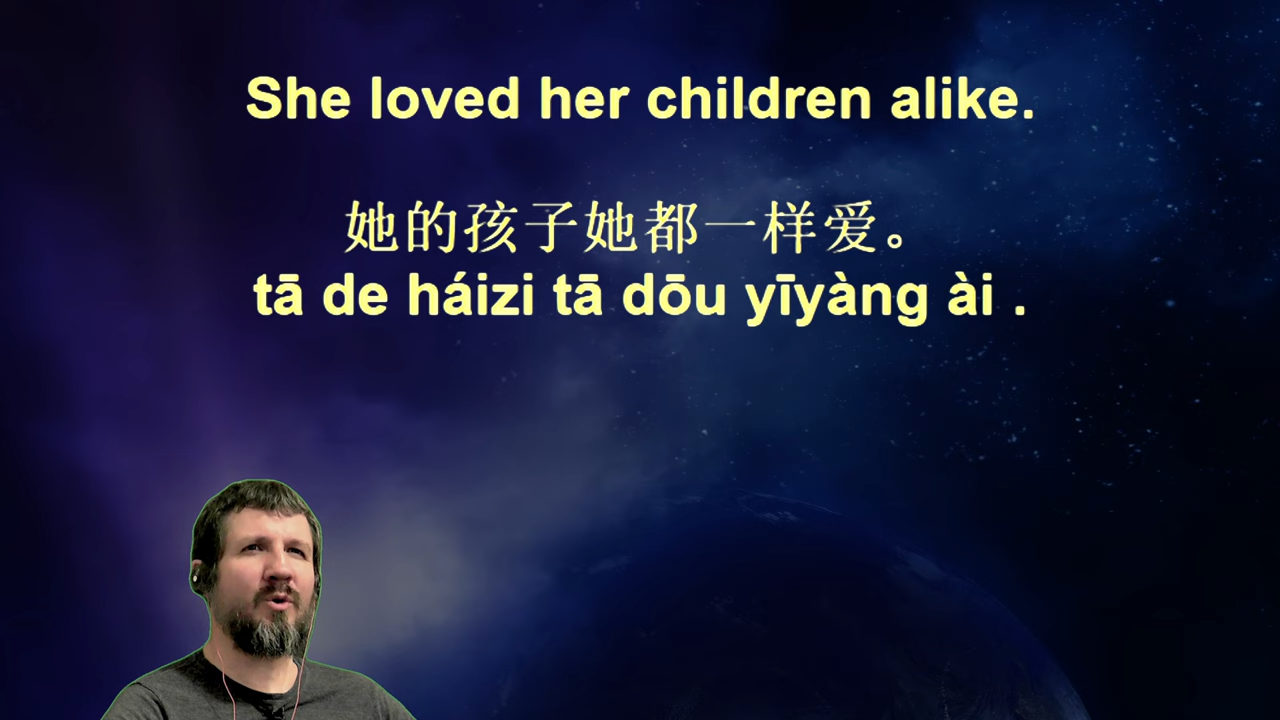 She loved her children alike.
她的孩子她都一样爱。
tā de háizi tā dōu yīyàng ài .